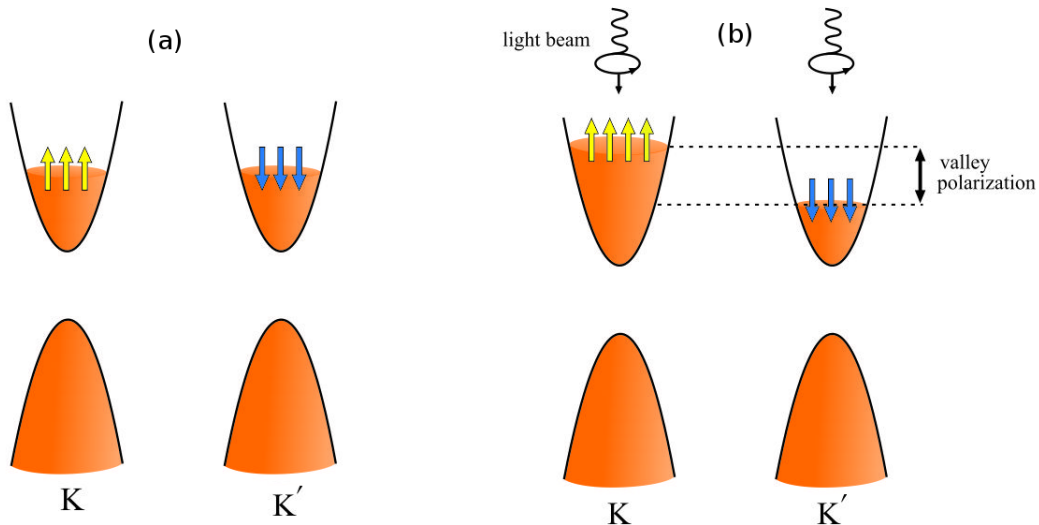 (a)
K
K′
(b)
light beam
valley
polarization
K
K′